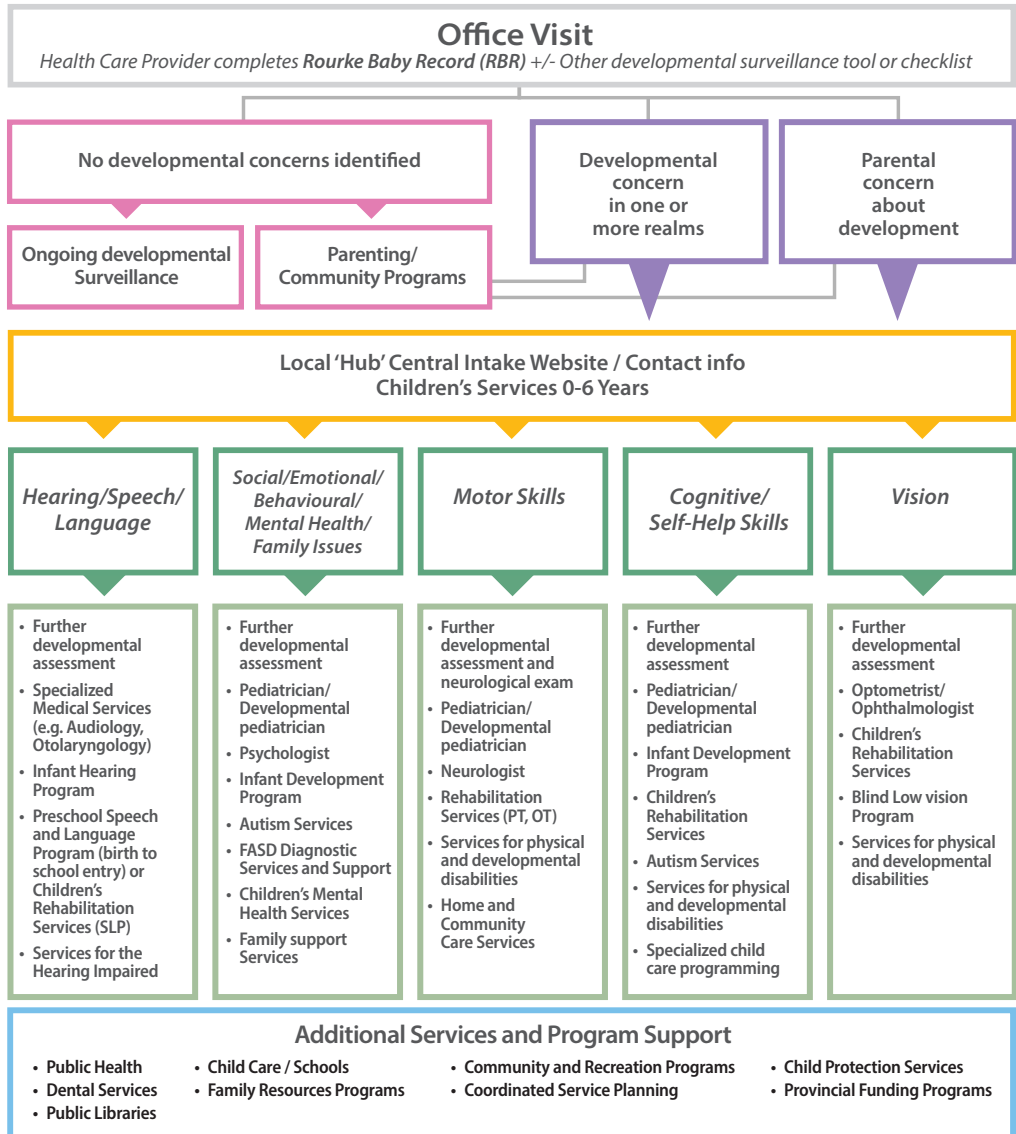 Office Visit
Health Care Provider completes Rourke Baby Record (RBR) +/- Other developmental surveillance tool or checklist
No developmental concerns identified
Developmental
concern
in one or
more realms
Parental
concern
about
development
Ongoing developmental
Surveillance
Parenting/
Community Programs
Local ‘Hub’ Central Intake Website / Contact info
Children’s Services 0-6 Years
Hearing/Speech/
Language
Social/Emotional/
Behavioural/
Mental Health/
Family Issues
Motor Skills
Cognitive/
Self-Help Skills
Vision
• Further
developmental
assessment
• Specialized
Medical Services
(e.g. Audiology,
Otolaryngology)
• Infant Hearing
Program
• Preschool Speech
and Language
Program (birth to
school entry) or
Children’s
Rehabilitation
Services (SLP)
• Services for the
Hearing Impaired
• Further
developmental
assessment
• Pediatrician/
Developmental
pediatrician
• Psychologist
• Infant Development
Program
• Autism Services
• FASD Diagnostic
Services and Support
• Children’s Mental
Health Services
• Family support
Services
• Further
developmental
assessment and
neurological exam
• Pediatrician/
Developmental
pediatrician
• Neurologist
• Rehabilitation
Services (PT, OT)
• Services for physical
and developmental
disabilities
• Home and
Community
Care Services
• Further
developmental
assessment
• Pediatrician/
Developmental
pediatrician
• Infant Development
Program
• Children’s
Rehabilitation
Services
• Autism Services
• Services for physical
and developmental
disabilities
• Specialized child
care programming
• Further
developmental
assessment
• Optometrist/
Ophthalmologist
• Children’s
Rehabilitation
Services
• Blind Low vision
Program
• Services for physical
and developmental
disabilities
Additional Services and Program Support
• Public Health
• Dental Services
• Public Libraries
• Child Care / Schools
• Family Resources Programs
• Community and Recreation Programs
• Coordinated Service Planning
• Child Protection Services
• Provincial Funding Programs